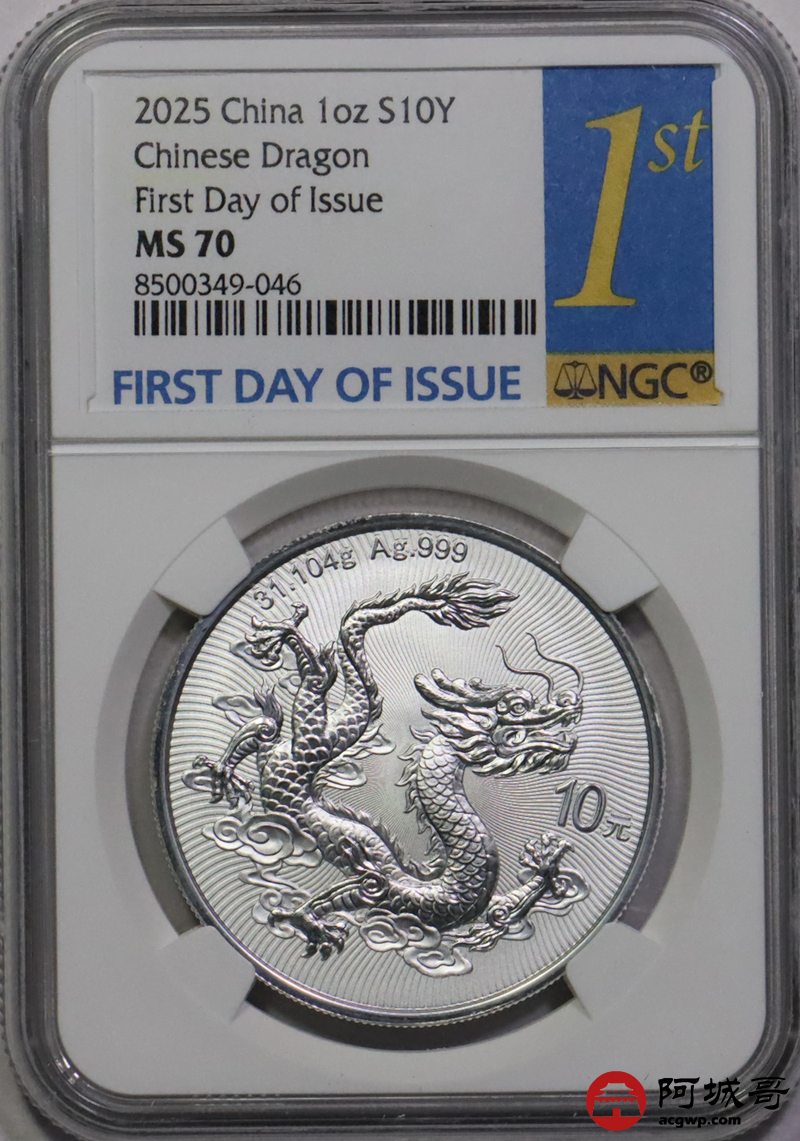 2025 China 1oz S10Y
Chinese Dragon
First Day of Issue
MS 70
8500349-046
FIRST DAY OF ISSUE
1st
NGC®
31.104g Ag.999
10元
阿城哥
acgwp.com